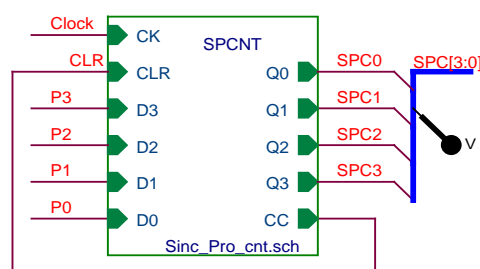 Clock
CK
SPCNT
CLR
CLR
Q0
SPC0
SPC[3:0]
P3
D3
Q1
SPC1
P2
D2
Q2
SPC2
V
P1
D1
Q3
SPC3
P0
D0
CC
Sinc_Pro_cnt.sch